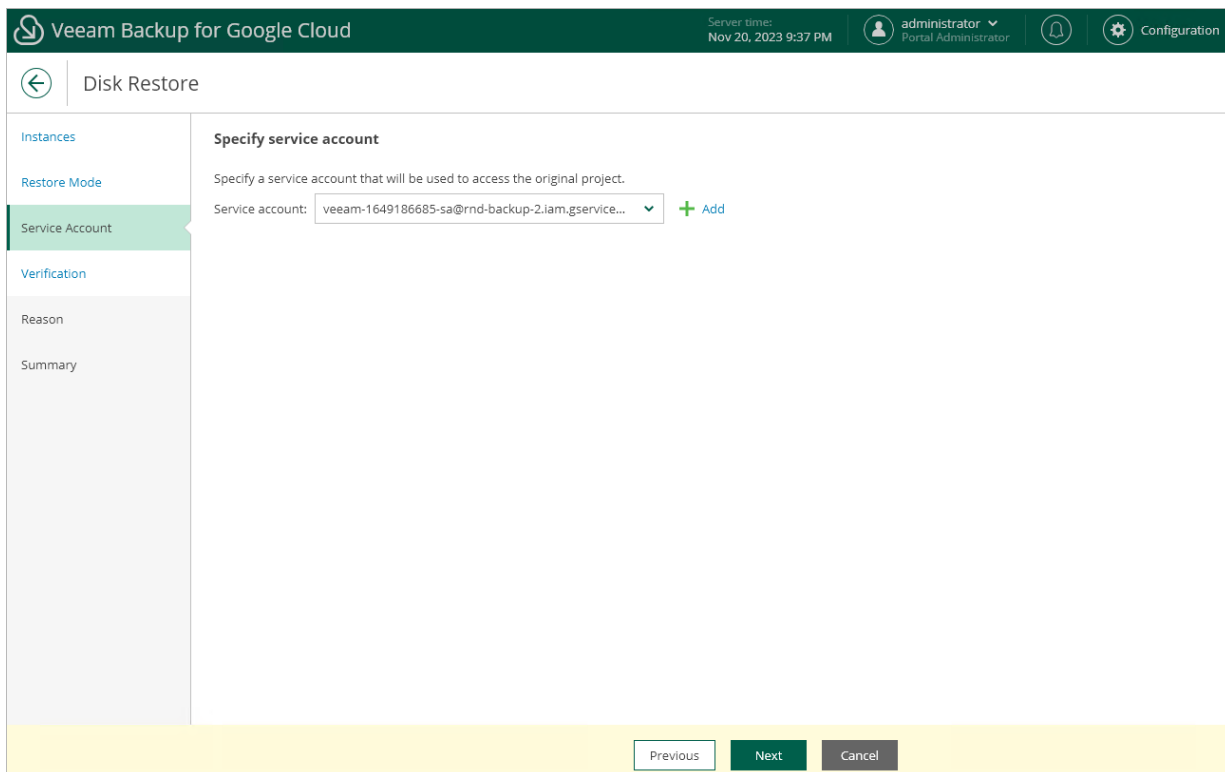 Veeam Backup for Google Cloud
Server time:
Nov 20, 2023 9:37 PM
administrator
Portal Administrator
Configuration
Disk Restore
Instances
Restore Mode
Service Account
Verification
Reason
Summary
Specify service account
Specify a service account that will be used to access the original project.
Service account: veeam-1649186685-sa@rnd-backup-2.iam.gservice... Add
Previous Next Cancel